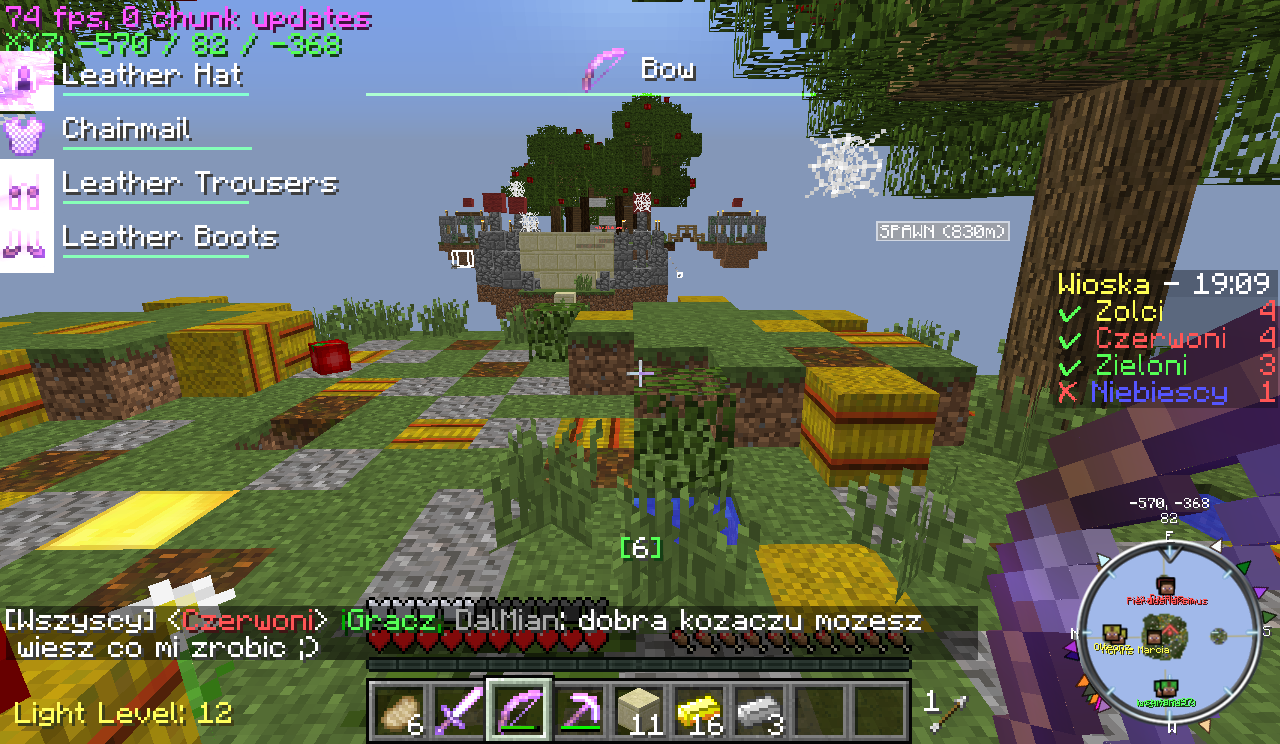 74 fps, 0 chunk updates
XYZ: -570 / 82 / -368
Leather Hat
Bow
Chainmail
Leather Trousers
Leather Boots
SPAWN (830m)
Wioska - 19:09
Zolci 4
Czerwoni 4
Zieloni 3
Niebiescy 1
-570, -368
82
E
N
S
W
[6]
[Wszyscy] <Czerwoni> [Gracz] DalMian: dobra kozaczu mozesz
wiesz co mi zrobic ;)
Light Level: 12
6
11
16
3
1